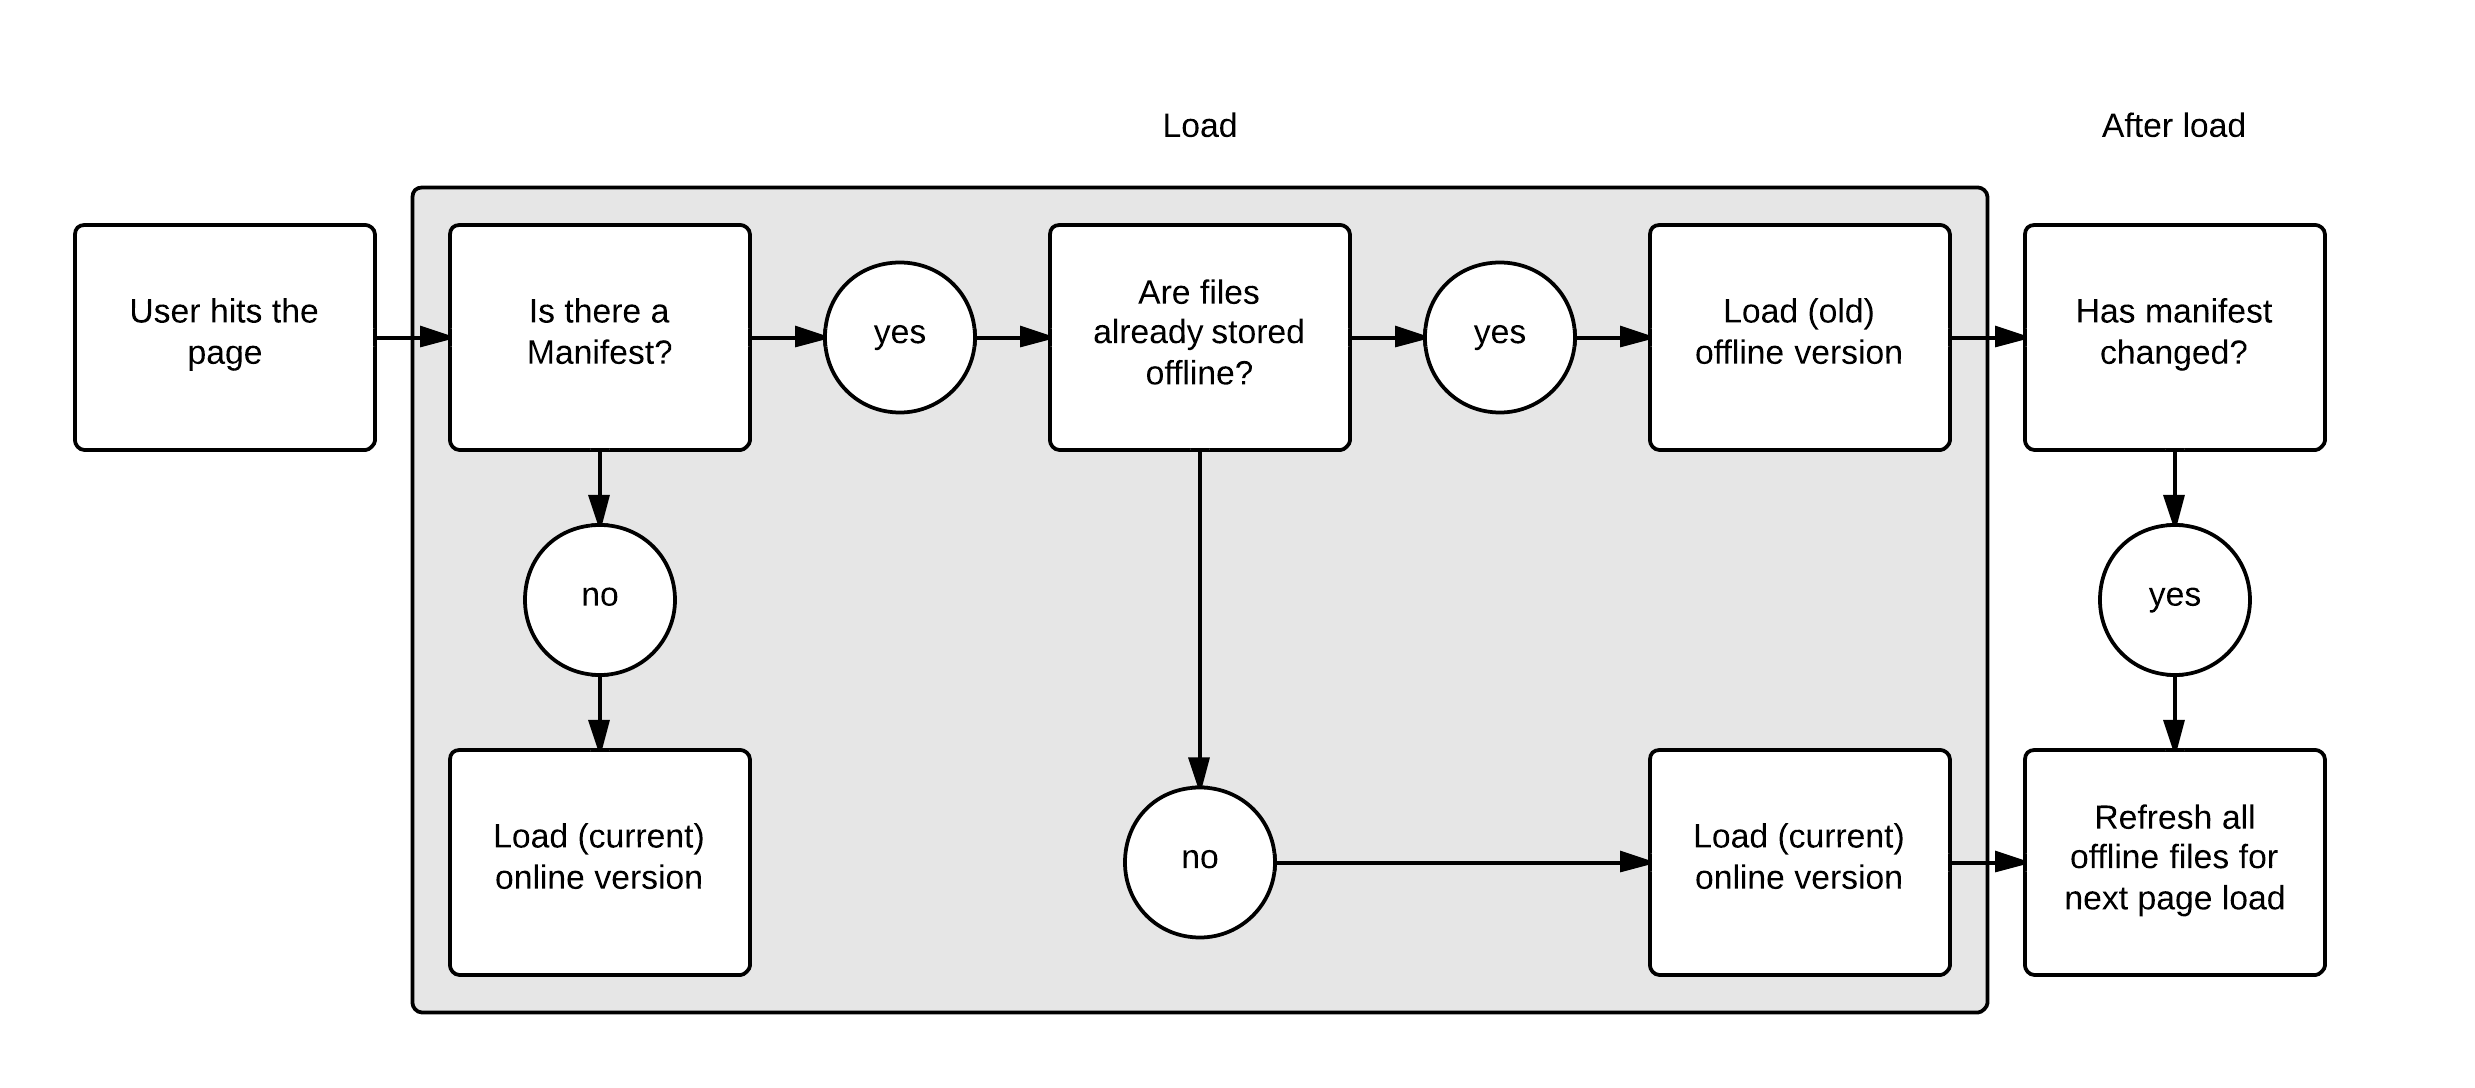 Load
After load
User hits the
page
Is there a
Manifest?
yes
Are files
already stored
offline?
yes
Load (old)
offline version
Has manifest
changed?
no
yes
Load (current)
online version
no
Load (current)
online version
Refresh all
offline files for
next page load